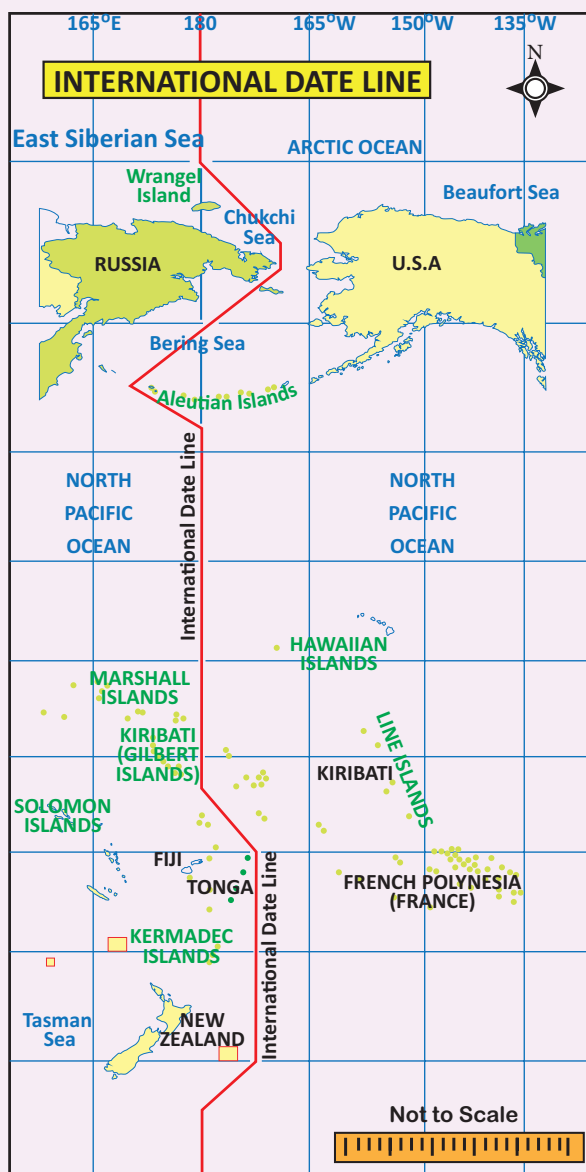 165°E 180 165°W 150°W 135°W
N
INTERNATIONAL DATE LINE
East Siberian Sea
ARCTIC OCEAN
Wrangel
Island
Beaufort Sea
Chukchi
Sea
RUSSIA
U.S.A
Bering Sea
Aleutian Islands
International Date Line
NORTH
PACIFIC
OCEAN
NORTH
PACIFIC
OCEAN
HAWAIIAN
ISLANDS
MARSHALL
ISLANDS
KIRIBATI
(GILBERT
ISLANDS)
LINE ISLANDS
KIRIBATI
SOLOMON
ISLANDS
FIJI
TONGA
FRENCH POLYNESIA
(FRANCE)
International Date Line
KERMADEC
ISLANDS
Tasman
Sea
NEW
ZEALAND
Not to Scale